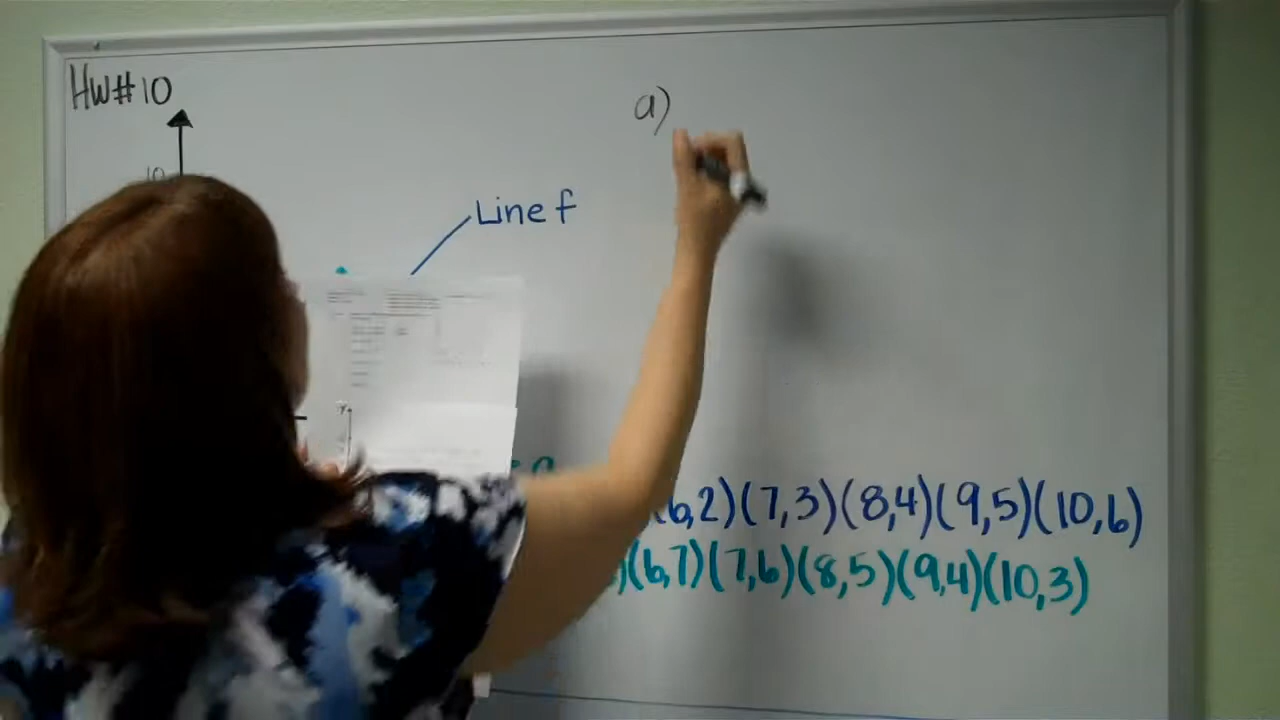 HW#10
a)
10
Line f
6,2)(7,3)(8,4)(9,5)(10,6)
)(6,7)(7,6)(8,5)(9,4)(10,3)